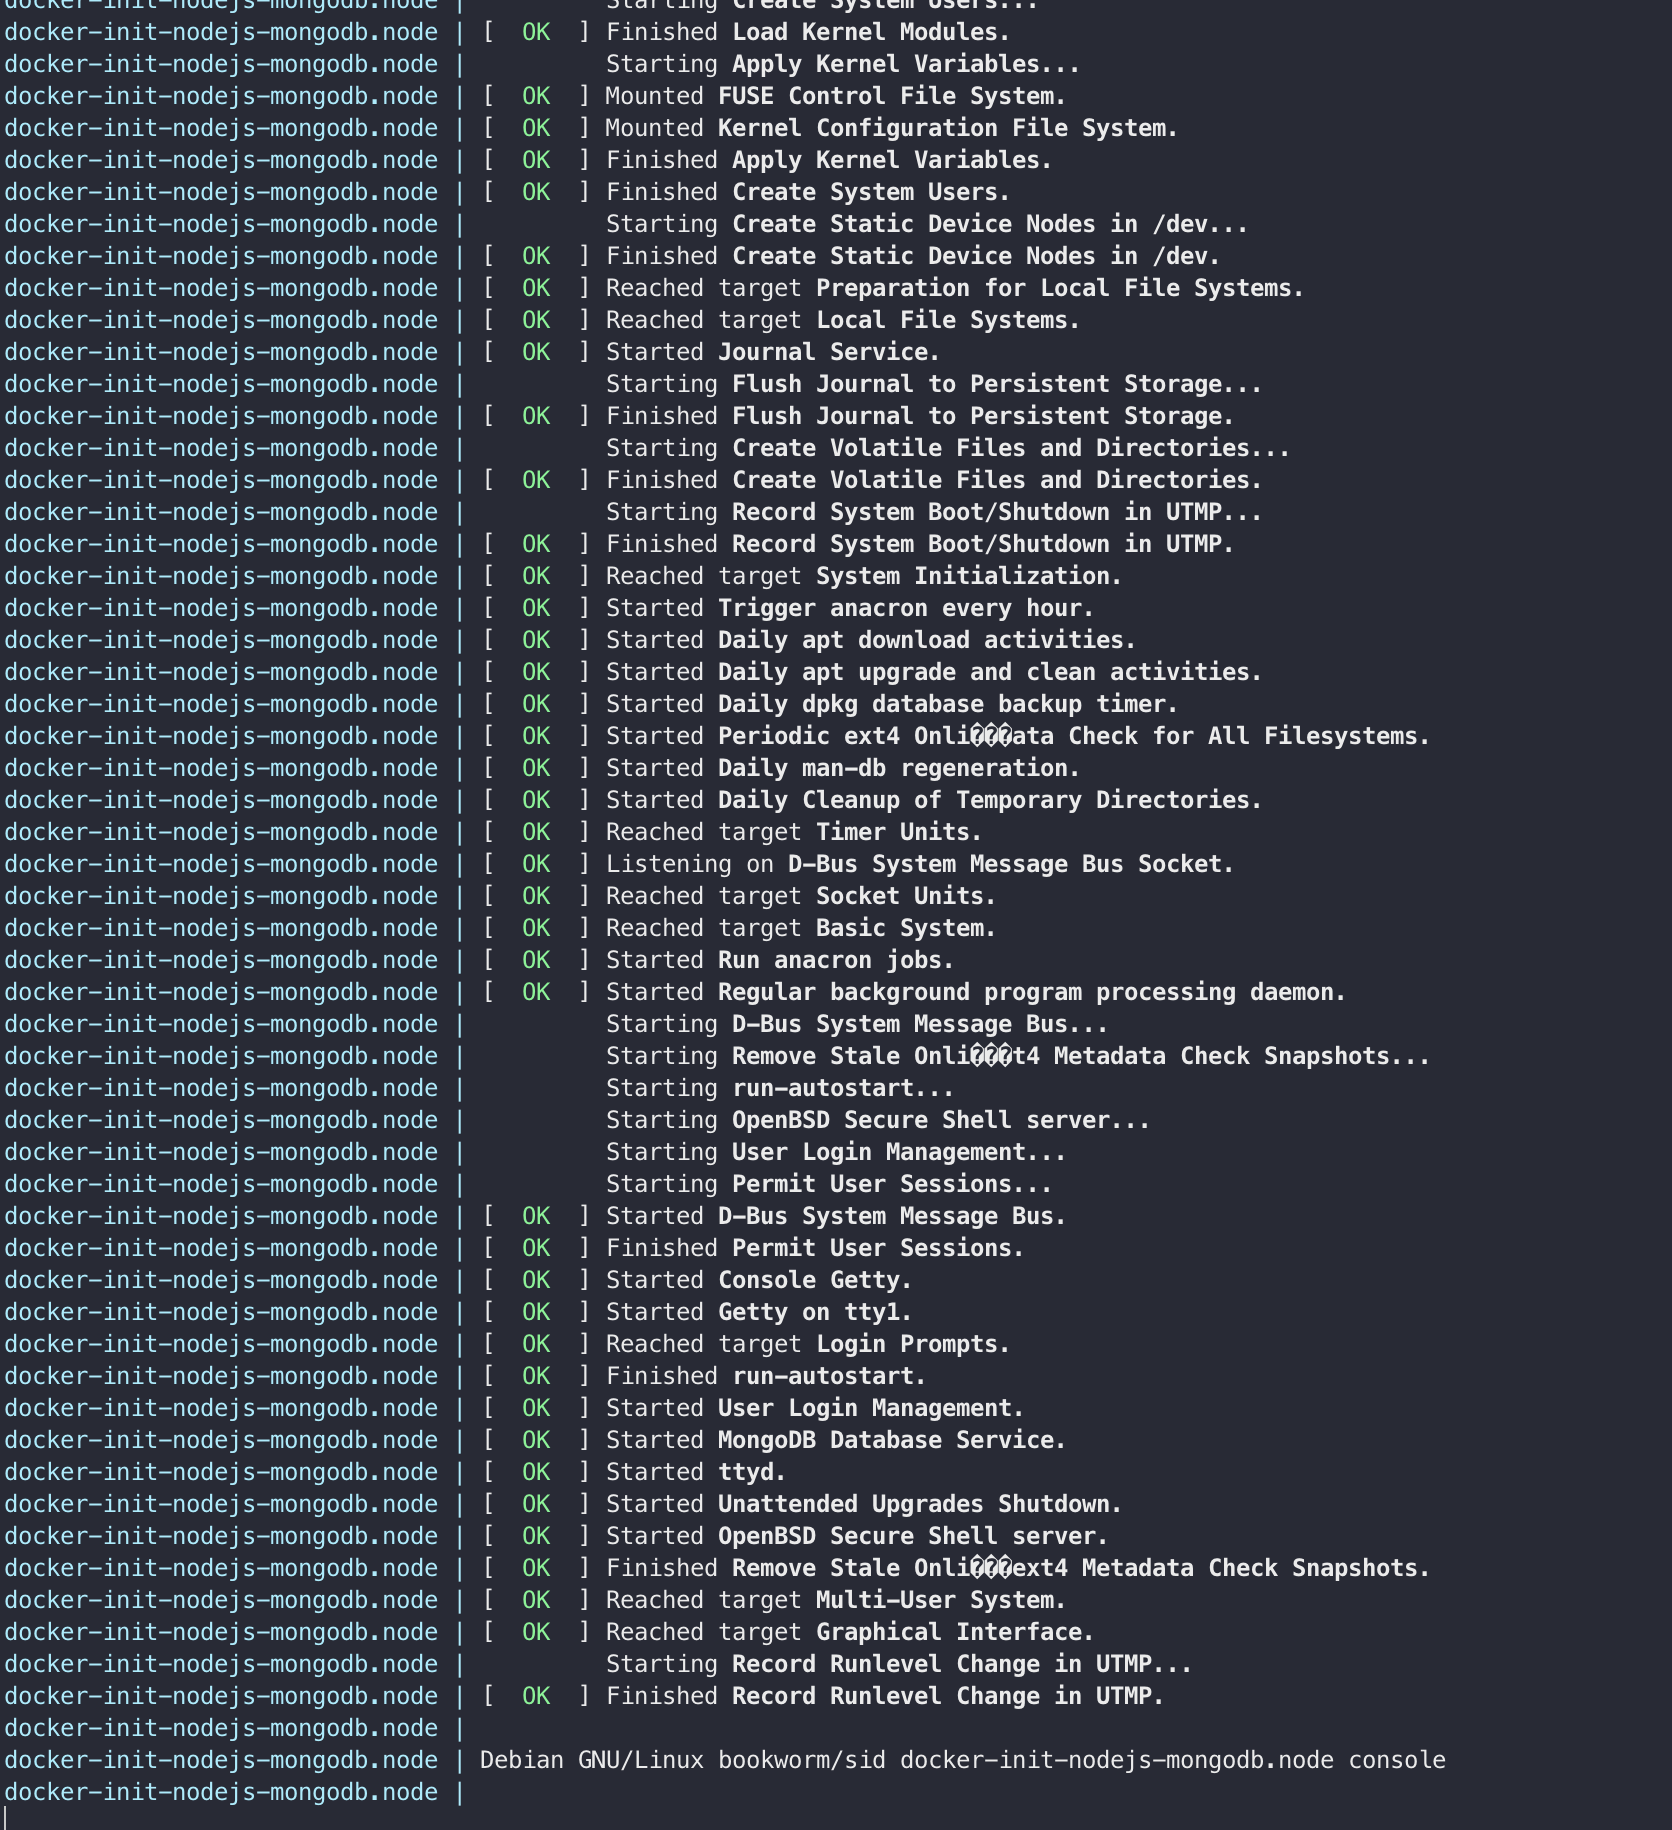 docker-init-nodejs-mongodb.node |          Starting Create System Users...
docker-init-nodejs-mongodb.node | [  OK  ] Finished Load Kernel Modules.
docker-init-nodejs-mongodb.node |          Starting Apply Kernel Variables...
docker-init-nodejs-mongodb.node | [  OK  ] Mounted FUSE Control File System.
docker-init-nodejs-mongodb.node | [  OK  ] Mounted Kernel Configuration File System.
docker-init-nodejs-mongodb.node | [  OK  ] Finished Apply Kernel Variables.
docker-init-nodejs-mongodb.node | [  OK  ] Finished Create System Users.
docker-init-nodejs-mongodb.node |          Starting Create Static Device Nodes in /dev...
docker-init-nodejs-mongodb.node | [  OK  ] Finished Create Static Device Nodes in /dev.
docker-init-nodejs-mongodb.node | [  OK  ] Reached target Preparation for Local File Systems.
docker-init-nodejs-mongodb.node | [  OK  ] Reached target Local File Systems.
docker-init-nodejs-mongodb.node | [  OK  ] Started Journal Service.
docker-init-nodejs-mongodb.node |          Starting Flush Journal to Persistent Storage...
docker-init-nodejs-mongodb.node | [  OK  ] Finished Flush Journal to Persistent Storage.
docker-init-nodejs-mongodb.node |          Starting Create Volatile Files and Directories...
docker-init-nodejs-mongodb.node | [  OK  ] Finished Create Volatile Files and Directories.
docker-init-nodejs-mongodb.node |          Starting Record System Boot/Shutdown in UTMP...
docker-init-nodejs-mongodb.node | [  OK  ] Finished Record System Boot/Shutdown in UTMP.
docker-init-nodejs-mongodb.node | [  OK  ] Reached target System Initialization.
docker-init-nodejs-mongodb.node | [  OK  ] Started Trigger anacron every hour.
docker-init-nodejs-mongodb.node | [  OK  ] Started Daily apt download activities.
docker-init-nodejs-mongodb.node | [  OK  ] Started Daily apt upgrade and clean activities.
docker-init-nodejs-mongodb.node | [  OK  ] Started Daily dpkg database backup timer.
docker-init-nodejs-mongodb.node | [  OK  ] Started Periodic ext4 Onli���ata Check for All Filesystems.
docker-init-nodejs-mongodb.node | [  OK  ] Started Daily man-db regeneration.
docker-init-nodejs-mongodb.node | [  OK  ] Started Daily Cleanup of Temporary Directories.
docker-init-nodejs-mongodb.node | [  OK  ] Reached target Timer Units.
docker-init-nodejs-mongodb.node | [  OK  ] Listening on D-Bus System Message Bus Socket.
docker-init-nodejs-mongodb.node | [  OK  ] Reached target Socket Units.
docker-init-nodejs-mongodb.node | [  OK  ] Reached target Basic System.
docker-init-nodejs-mongodb.node | [  OK  ] Started Run anacron jobs.
docker-init-nodejs-mongodb.node | [  OK  ] Started Regular background program processing daemon.
docker-init-nodejs-mongodb.node |          Starting D-Bus System Message Bus...
docker-init-nodejs-mongodb.node |          Starting Remove Stale Onli���t4 Metadata Check Snapshots...
docker-init-nodejs-mongodb.node |          Starting run-autostart...
docker-init-nodejs-mongodb.node |          Starting OpenBSD Secure Shell server...
docker-init-nodejs-mongodb.node |          Starting User Login Management...
docker-init-nodejs-mongodb.node |          Starting Permit User Sessions...
docker-init-nodejs-mongodb.node | [  OK  ] Started D-Bus System Message Bus.
docker-init-nodejs-mongodb.node | [  OK  ] Finished Permit User Sessions.
docker-init-nodejs-mongodb.node | [  OK  ] Started Console Getty.
docker-init-nodejs-mongodb.node | [  OK  ] Started Getty on tty1.
docker-init-nodejs-mongodb.node | [  OK  ] Reached target Login Prompts.
docker-init-nodejs-mongodb.node | [  OK  ] Finished run-autostart.
docker-init-nodejs-mongodb.node | [  OK  ] Started User Login Management.
docker-init-nodejs-mongodb.node | [  OK  ] Started MongoDB Database Service.
docker-init-nodejs-mongodb.node | [  OK  ] Started ttyd.
docker-init-nodejs-mongodb.node | [  OK  ] Started Unattended Upgrades Shutdown.
docker-init-nodejs-mongodb.node | [  OK  ] Started OpenBSD Secure Shell server.
docker-init-nodejs-mongodb.node | [  OK  ] Finished Remove Stale Onli���ext4 Metadata Check Snapshots.
docker-init-nodejs-mongodb.node | [  OK  ] Reached target Multi-User System.
docker-init-nodejs-mongodb.node | [  OK  ] Reached target Graphical Interface.
docker-init-nodejs-mongodb.node |          Starting Record Runlevel Change in UTMP...
docker-init-nodejs-mongodb.node | [  OK  ] Finished Record Runlevel Change in UTMP.
docker-init-nodejs-mongodb.node |
docker-init-nodejs-mongodb.node | Debian GNU/Linux bookworm/sid docker-init-nodejs-mongodb.node console
docker-init-nodejs-mongodb.node |